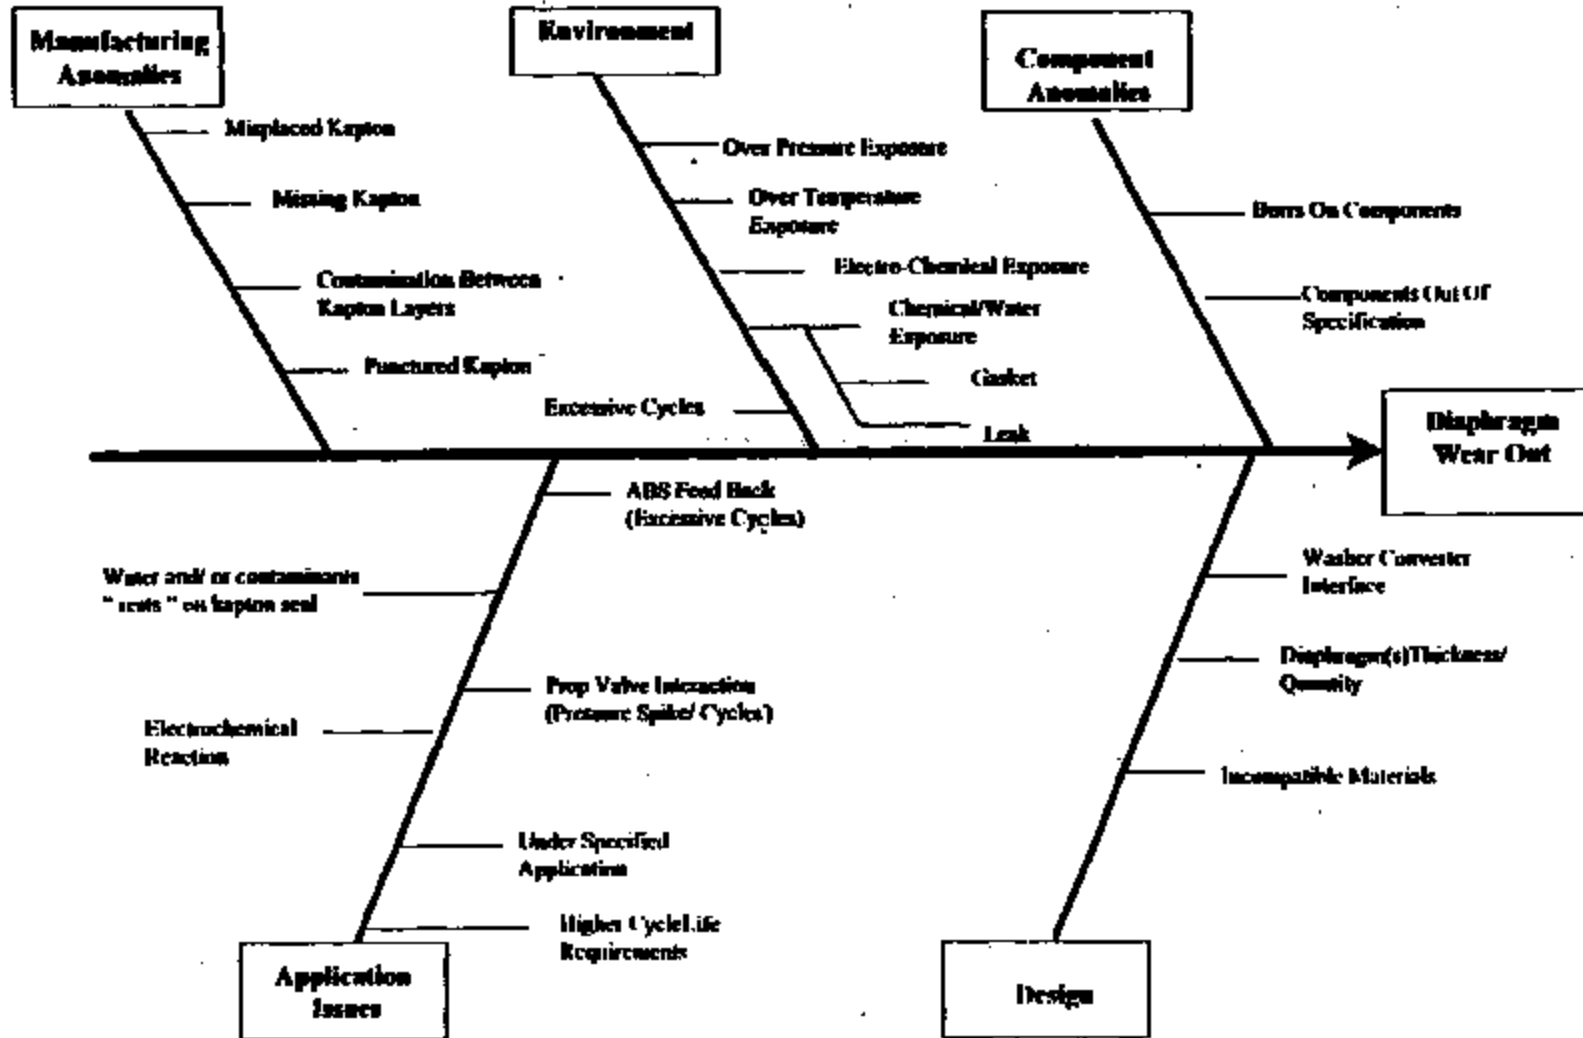 Manufacturing
Anomalies
Misplaced Kapton
Missing Kapton
Contamination Between
Kapton Layers
Punctured Kapton
Environment
Over Pressure Exposure
Over Temperature
Exposure
Electro-Chemical Exposure
Chemical/Water
Exposure
Gasket
Leak
Excessive Cycles
Component
Anomalies
Burrs On Components
Components Out Of
Specification
Diaphragm
Wear Out
ABS Feed Back
(Excessive Cycles)
Water and/ or contaminants
" rests " on kapton seal
Prop Valve Interaction
(Pressure Spike/ Cycles)
Electrochemical
Reaction
Under Specified
Application
Higher CycleLife
Requirements
Application
Issues
Washer Converter
Interface
Diaphragm(s)Thickness/
Quantity
Incompatible Materials
Design